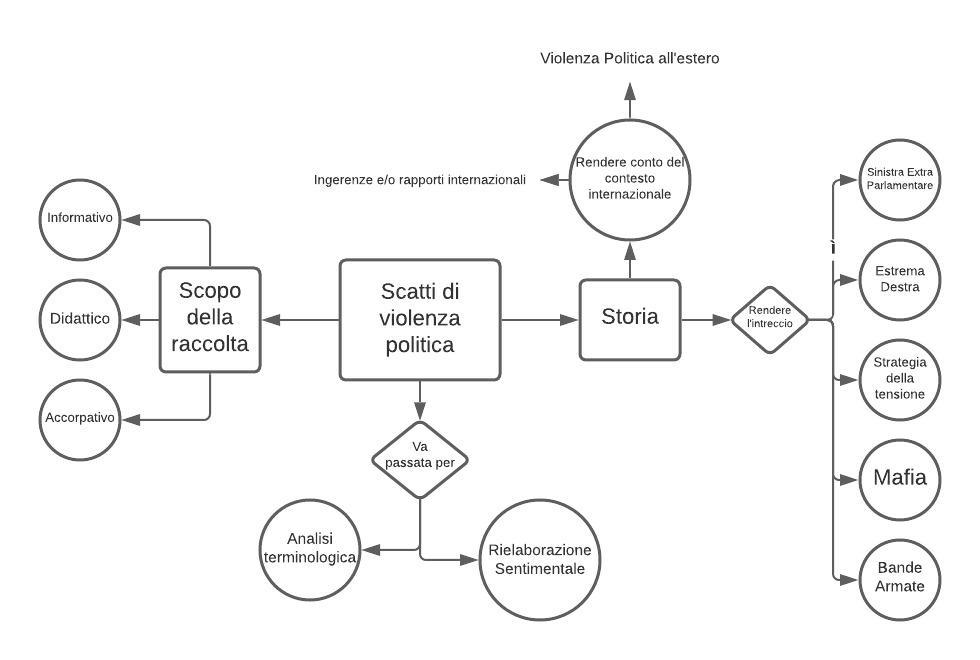 Violenza Politica all'estero
Rendere conto del
contesto
internazionale
Ingerenze e/o rapporti internazionali
Sinistra Extra
Parlamentare
Informativo
ì
Estrema
Destra
Scopo
della
raccolta
Scatti di
violenza
politica
Storia
Rendere
l'intreccio
Didattico
Strategia
della
tensione
Accorpativo
Va
passata per
Mafia
Analisi
terminologica
Rielaborazione
Sentimentale
Bande
Armate